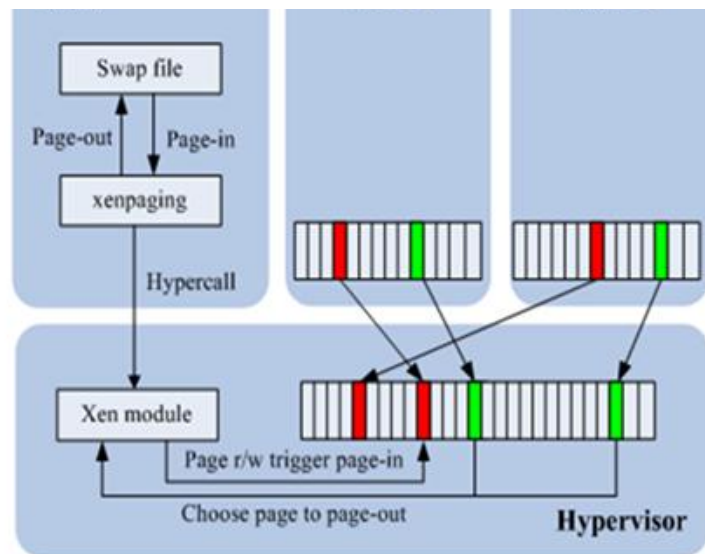 Swap file
Page-out
Page-in
xenpaging
Hypercall
Xen module
Page r/w trigger page-in
Choose page to page-out
Hypervisor